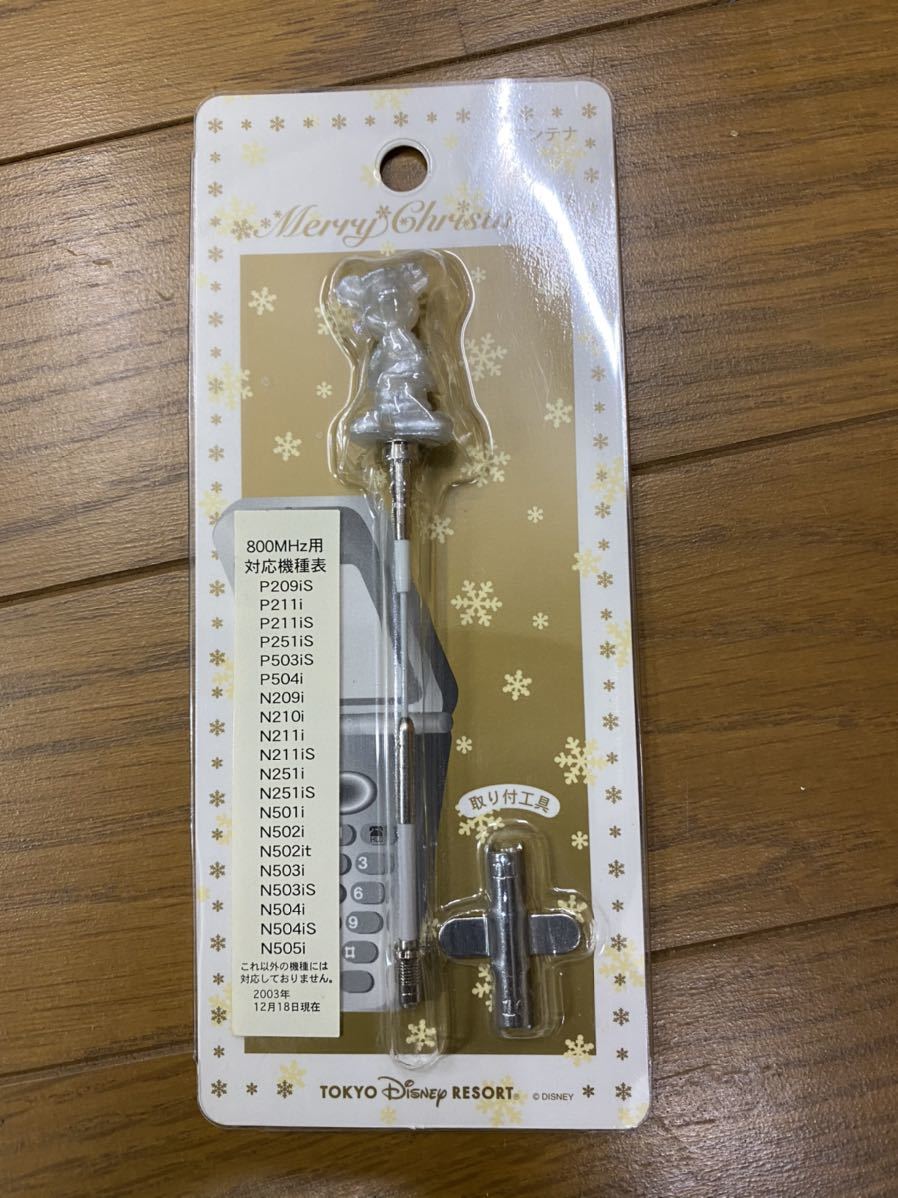 ンテナ
Merry
800MHz用
対応機種表
P209iS
P211i
P211iS
P251iS
P503iS
P504i
N209i
N210i
N211i
N211iS
N251i
N251iS
N501i
N502i
N502it
N503i
N503iS
N504i
N504iS
N505i
これ以外の機種には
対応しておりません。
2003年
12月18日現在
3
6
9
取り付工具
TOKYO DISNEY RESORT® © DISNEY